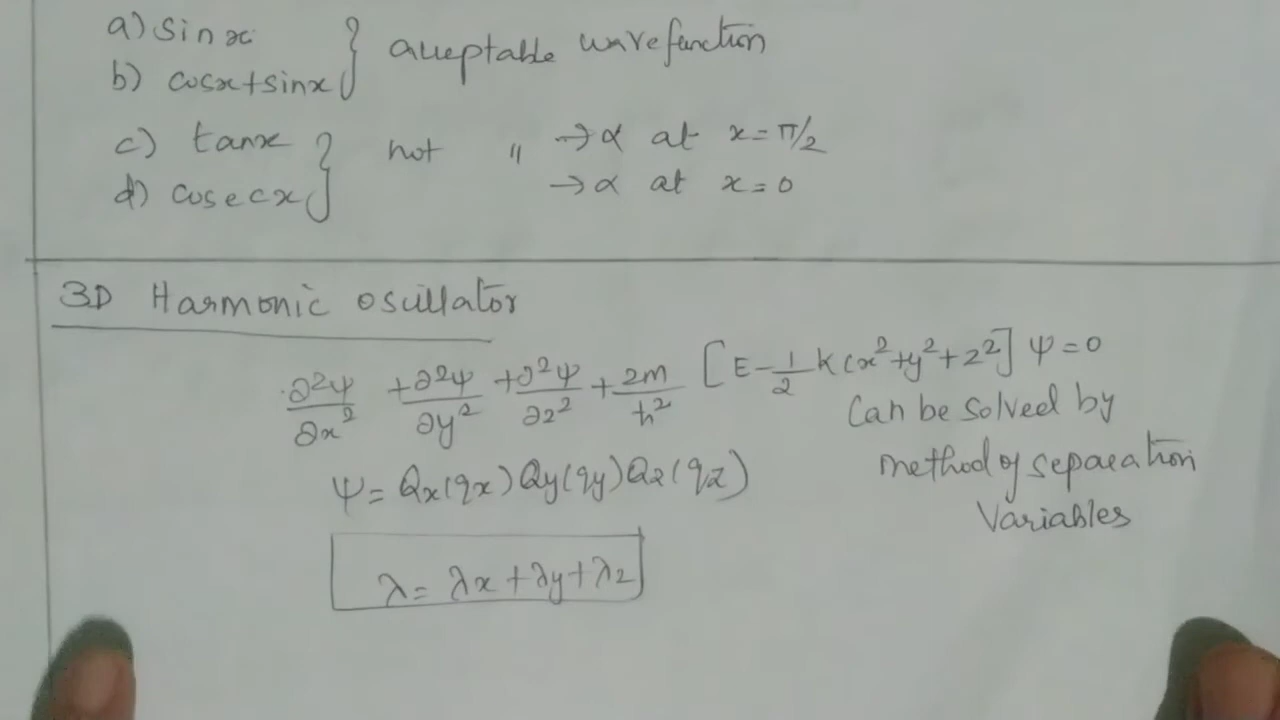 a) sin x } acceptable wavefunction
b) cosx+sinx
c) tanx } not " → ∝ at x = π/2
d) cosecx → ∝ at x = 0
3D Harmonic oscillator
∂²ψ/∂x² + ∂²ψ/∂y² + ∂²ψ/∂z² + 2m/ħ² [E - 1/2 K(x²+y²+z²] ψ = 0
Can be solved by
method of separation
Variables
ψ = Qx(qx) Qy(qy) Qz(qz)
λ = λx + λy + λz